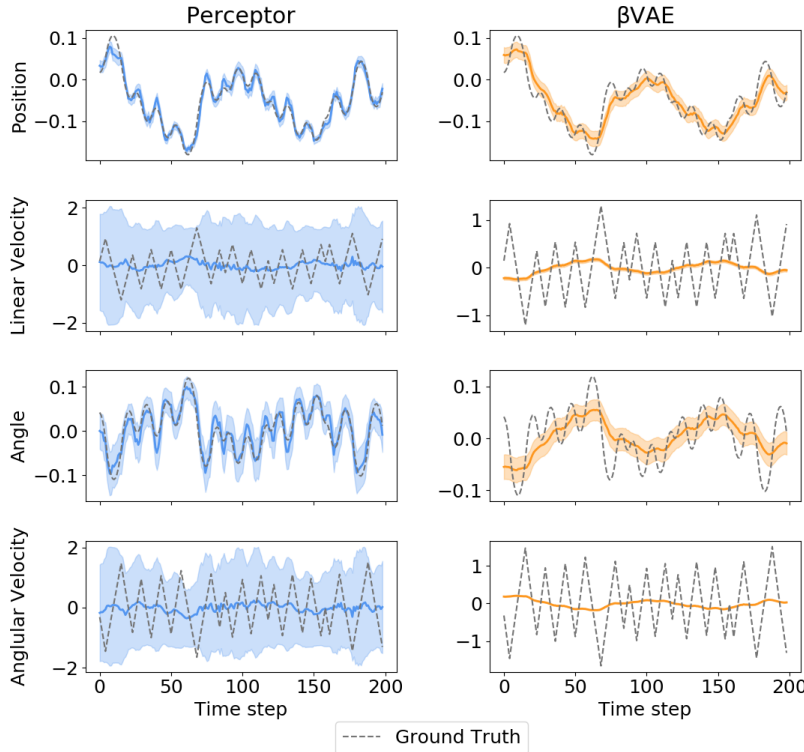 Perceptor
βVAE
Position
0.1
0.0
−0.1
0.1
0.0
−0.1
Linear Velocity
2
0
−2
1
0
−1
Angle
0.1
0.0
−0.1
0.1
0.0
−0.1
Anglular Velocity
2
0
−2
1
0
−1
0 50 100 150 200
0 50 100 150 200
Time step
Time step
Ground Truth